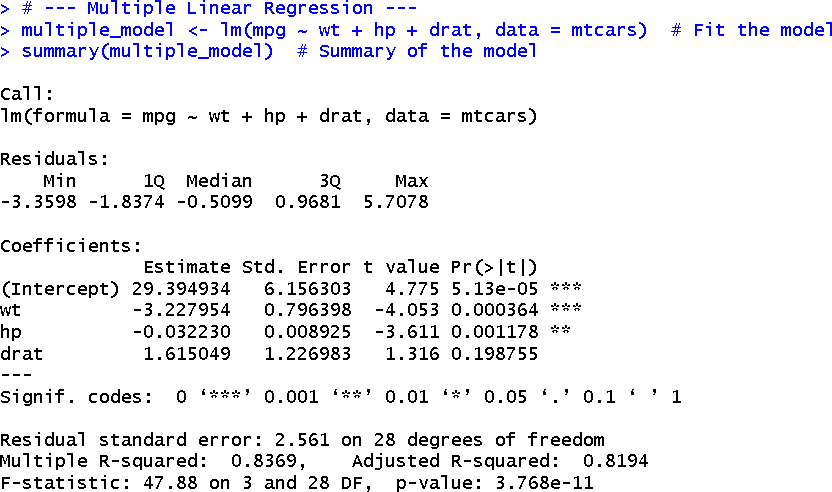 > # --- Multiple Linear Regression ---
> multiple_model <- lm(mpg ~ wt + hp + drat, data = mtcars)  # Fit the model
> summary(multiple_model)  # Summary of the model

Call:
lm(formula = mpg ~ wt + hp + drat, data = mtcars)

Residuals:
    Min      1Q  Median      3Q     Max
-3.3598 -1.8374 -0.5099  0.9681  5.7078

Coefficients:
             Estimate Std. Error t value Pr(>|t|)
(Intercept) 29.394934   6.156303   4.775 5.13e-05 ***
wt          -3.227954   0.796398  -4.053 0.000364 ***
hp          -0.032230   0.008925  -3.611 0.001178 **
drat         1.615049   1.226983   1.316 0.198755
---
Signif. codes:  0 ‘***’ 0.001 ‘**’ 0.01 ‘*’ 0.05 ‘.’ 0.1 ‘ ’ 1

Residual standard error: 2.561 on 28 degrees of freedom
Multiple R-squared:  0.8369,    Adjusted R-squared:  0.8194
F-statistic: 47.88 on 3 and 28 DF,  p-value: 3.768e-11